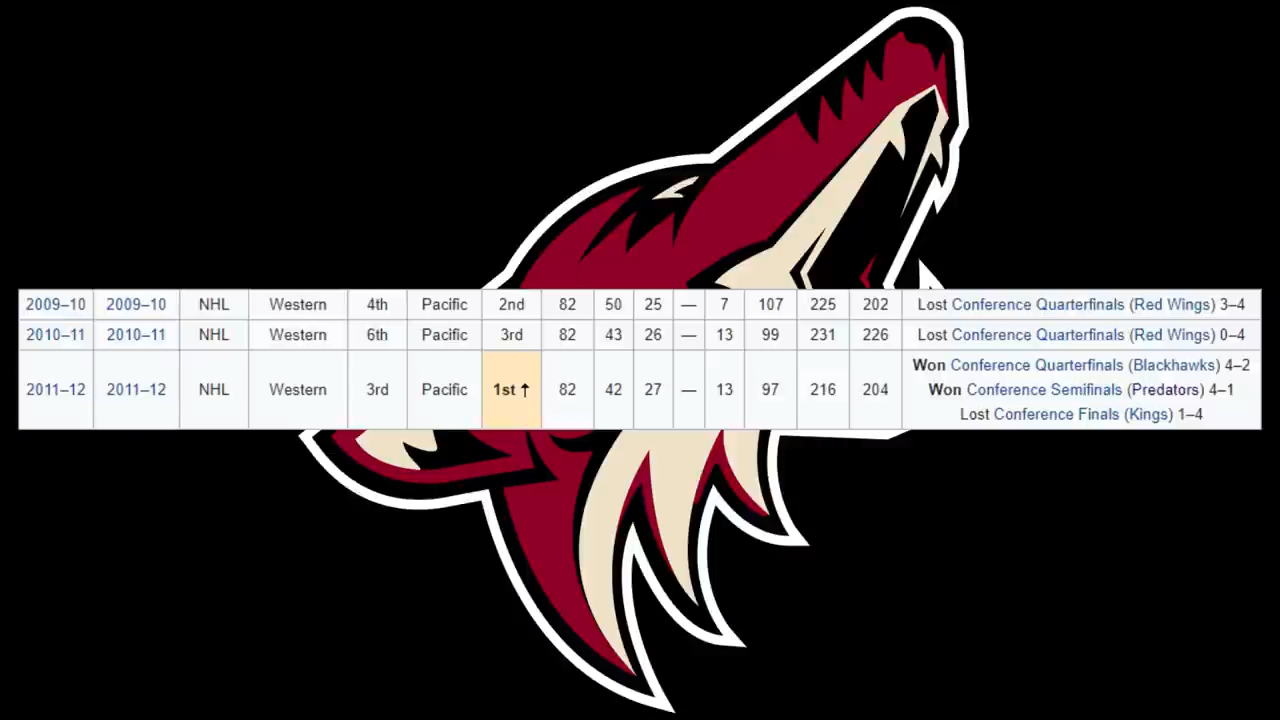 2009–10 2009–10 NHL Western 4th Pacific 2nd 82 50 25 — 7 107 225 202 Lost Conference Quarterfinals (Red Wings) 3–4
2010–11 2010–11 NHL Western 6th Pacific 3rd 82 43 26 — 13 99 231 226 Lost Conference Quarterfinals (Red Wings) 0–4
Won Conference Quarterfinals (Blackhawks) 4–2
2011–12 2011–12 NHL Western 3rd Pacific 1st ↑ 82 42 27 — 13 97 216 204 Won Conference Semifinals (Predators) 4–1
Lost Conference Finals (Kings) 1–4